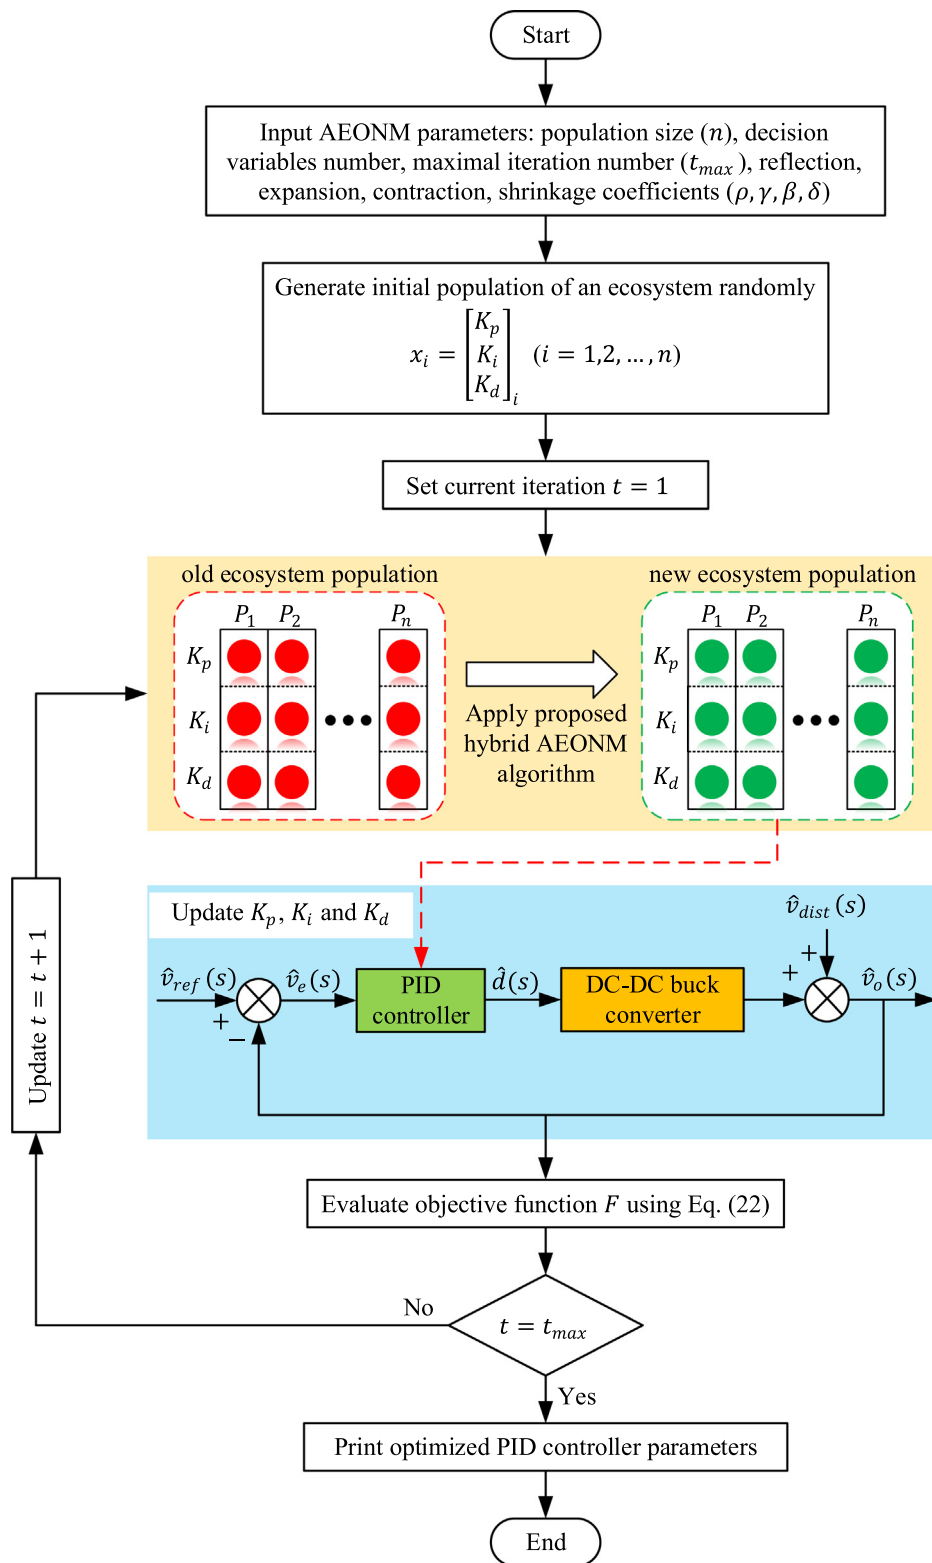 Start
Input AEONM parameters: population size (n), decision
variables number, maximal iteration number (t_max), reflection,
expansion, contraction, shrinkage coefficients (ρ, γ, β, δ)
Generate initial population of an ecosystem randomly
x_i = [K_p K_i K_d]_i (i = 1,2, ..., n)
Set current iteration t = 1
old ecosystem population
new ecosystem population
P_1 P_2 P_n
P_1 P_2 P_n
K_p
K_i
K_d
Apply proposed
hybrid AEONM
algorithm
K_p
K_i
K_d
Update t = t + 1
Update K_p, K_i and K_d
v̂_dist(s)
v̂_ref(s)
+
−
v̂_e(s)
PID
controller
d̂(s)
DC-DC buck
converter
+
+
v̂_o(s)
Evaluate objective function F using Eq. (22)
No
t = t_max
Yes
Print optimized PID controller parameters
End